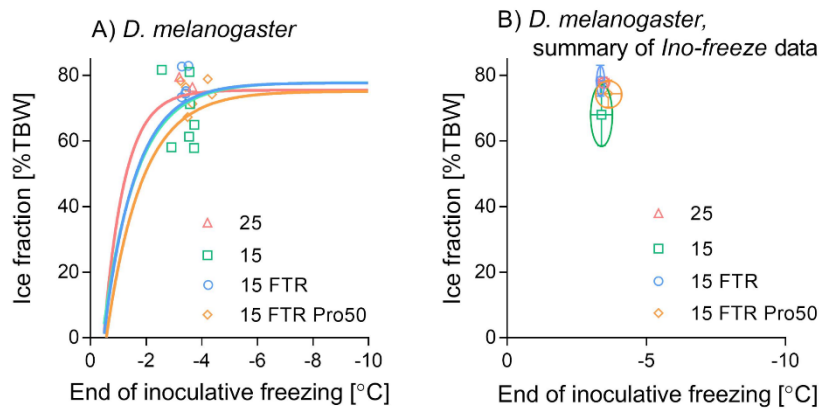 A) D. melanogaster
Ice fraction [%TBW]
80
60
40
20
0
25
15
15 FTR
15 FTR Pro50
0 -2 -4 -6 -8 -10
End of inoculative freezing [°C]
B) D. melanogaster,
summary of Ino-freeze data
Ice fraction [%TBW]
80
60
40
20
0
25
15
15 FTR
15 FTR Pro50
0 -5 -10
End of inoculative freezing [°C]